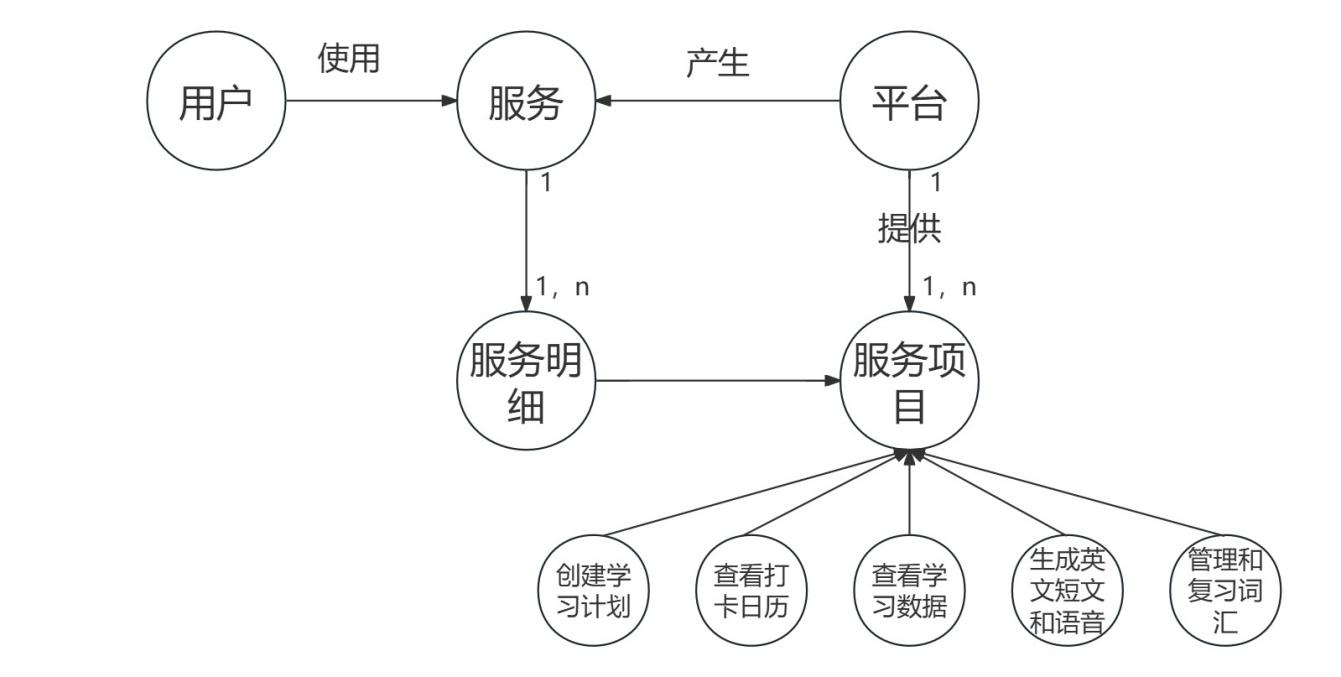 使用
产生
用户
服务
平台
1
1
提供
1，n
1，n
服务明
细
服务项
目
创建学
习计划
查看打
卡日历
查看学
习数据
生成英
文短文
和语音
管理和
复习词
汇